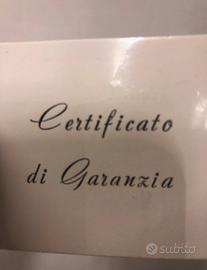 Certificato
di Garanzia
subito